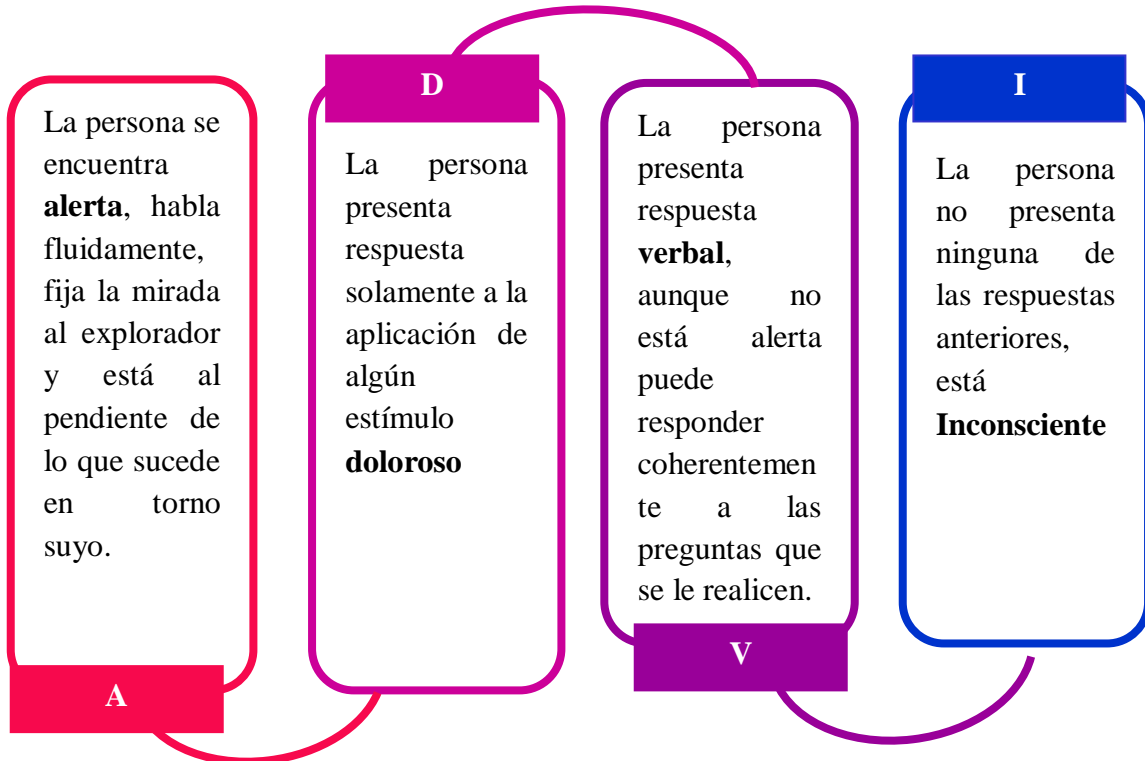 La persona se
encuentra
alerta, habla
fluidamente,
fija la mirada
al explorador
y está al
pendiente de
lo que sucede
en torno
suyo.
A
D
La persona
presenta
respuesta
solamente a la
aplicación de
algún
estímulo
doloroso
La persona
presenta
respuesta
verbal,
aunque no
está alerta
puede
responder
coherentemen
te a las
preguntas que
se le realicen.
V
I
La persona
no presenta
ninguna de
las respuestas
anteriores,
está
Inconsciente